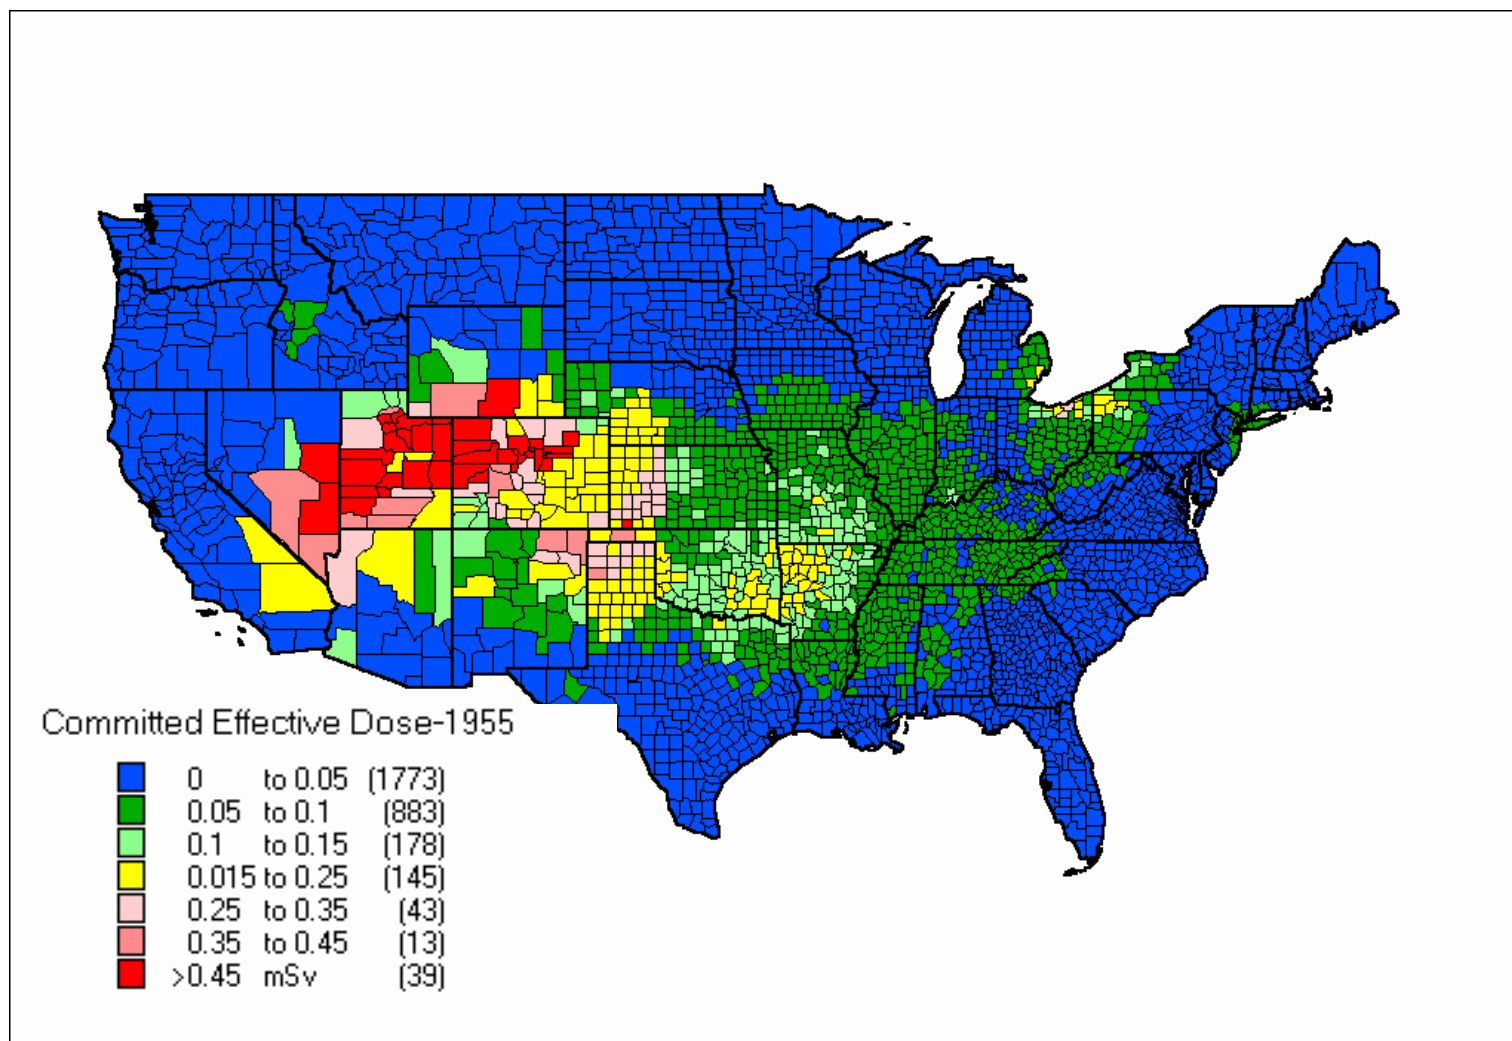 Committed Effective Dose-1955
0 to 0.05 (1773)
0.05 to 0.1 (883)
0.1 to 0.15 (178)
0.015 to 0.25 (145)
0.25 to 0.35 (43)
0.35 to 0.45 (13)
>0.45 mSv (39)